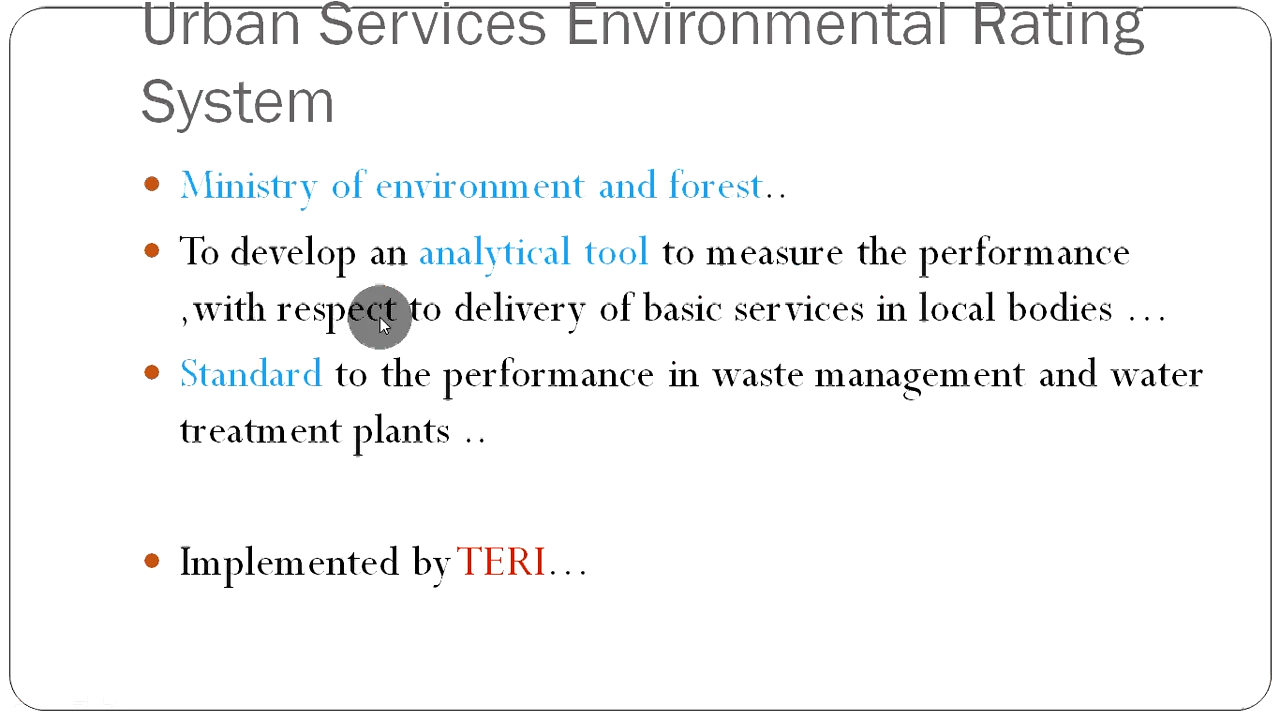 Urban Services Environmental Rating
System
Ministry of environment and forest..
To develop an analytical tool to measure the performance
,with respect to delivery of basic services in local bodies ...
Standard to the performance in waste management and water
treatment plants ..
Implemented by TERI...